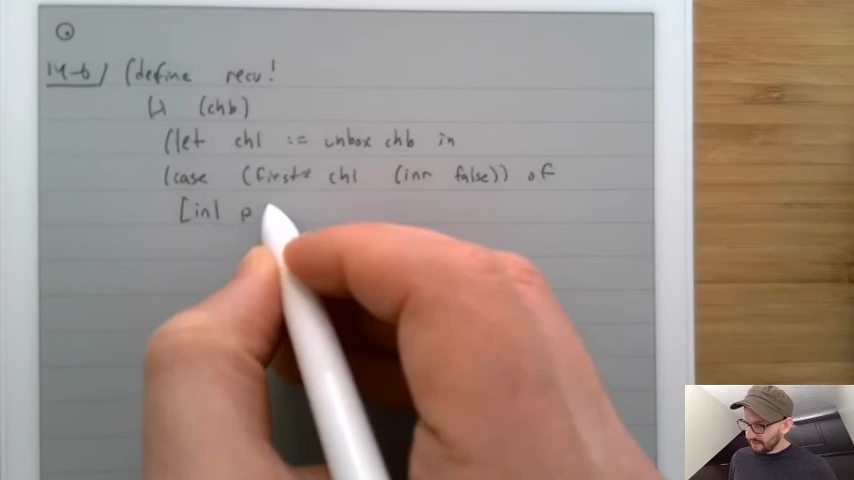 14-6/ (define recv!
(λ (chb)
(let chl := unbox chb in
(case (first* chl (inr false)) of
[inl p